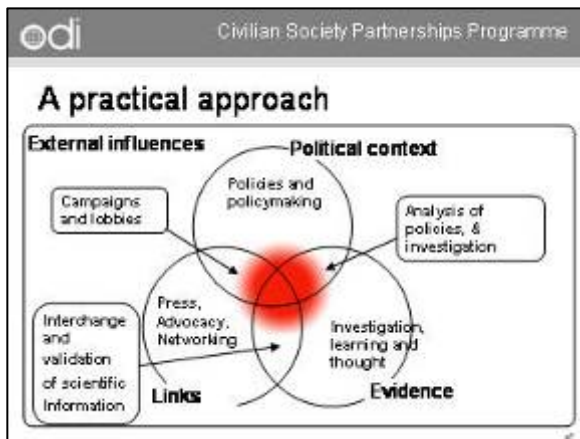 odi
Civilian Society Partnerships Programme
A practical approach
External influences
Political context
Campaigns
and lobbies
Policies and
policymaking
Analysis of
policies, &
investigation
Interchange
and
validation
of scientific
Information
Press,
Advocacy,
Networking
Investigation,
learning and
thought
Links
Evidence